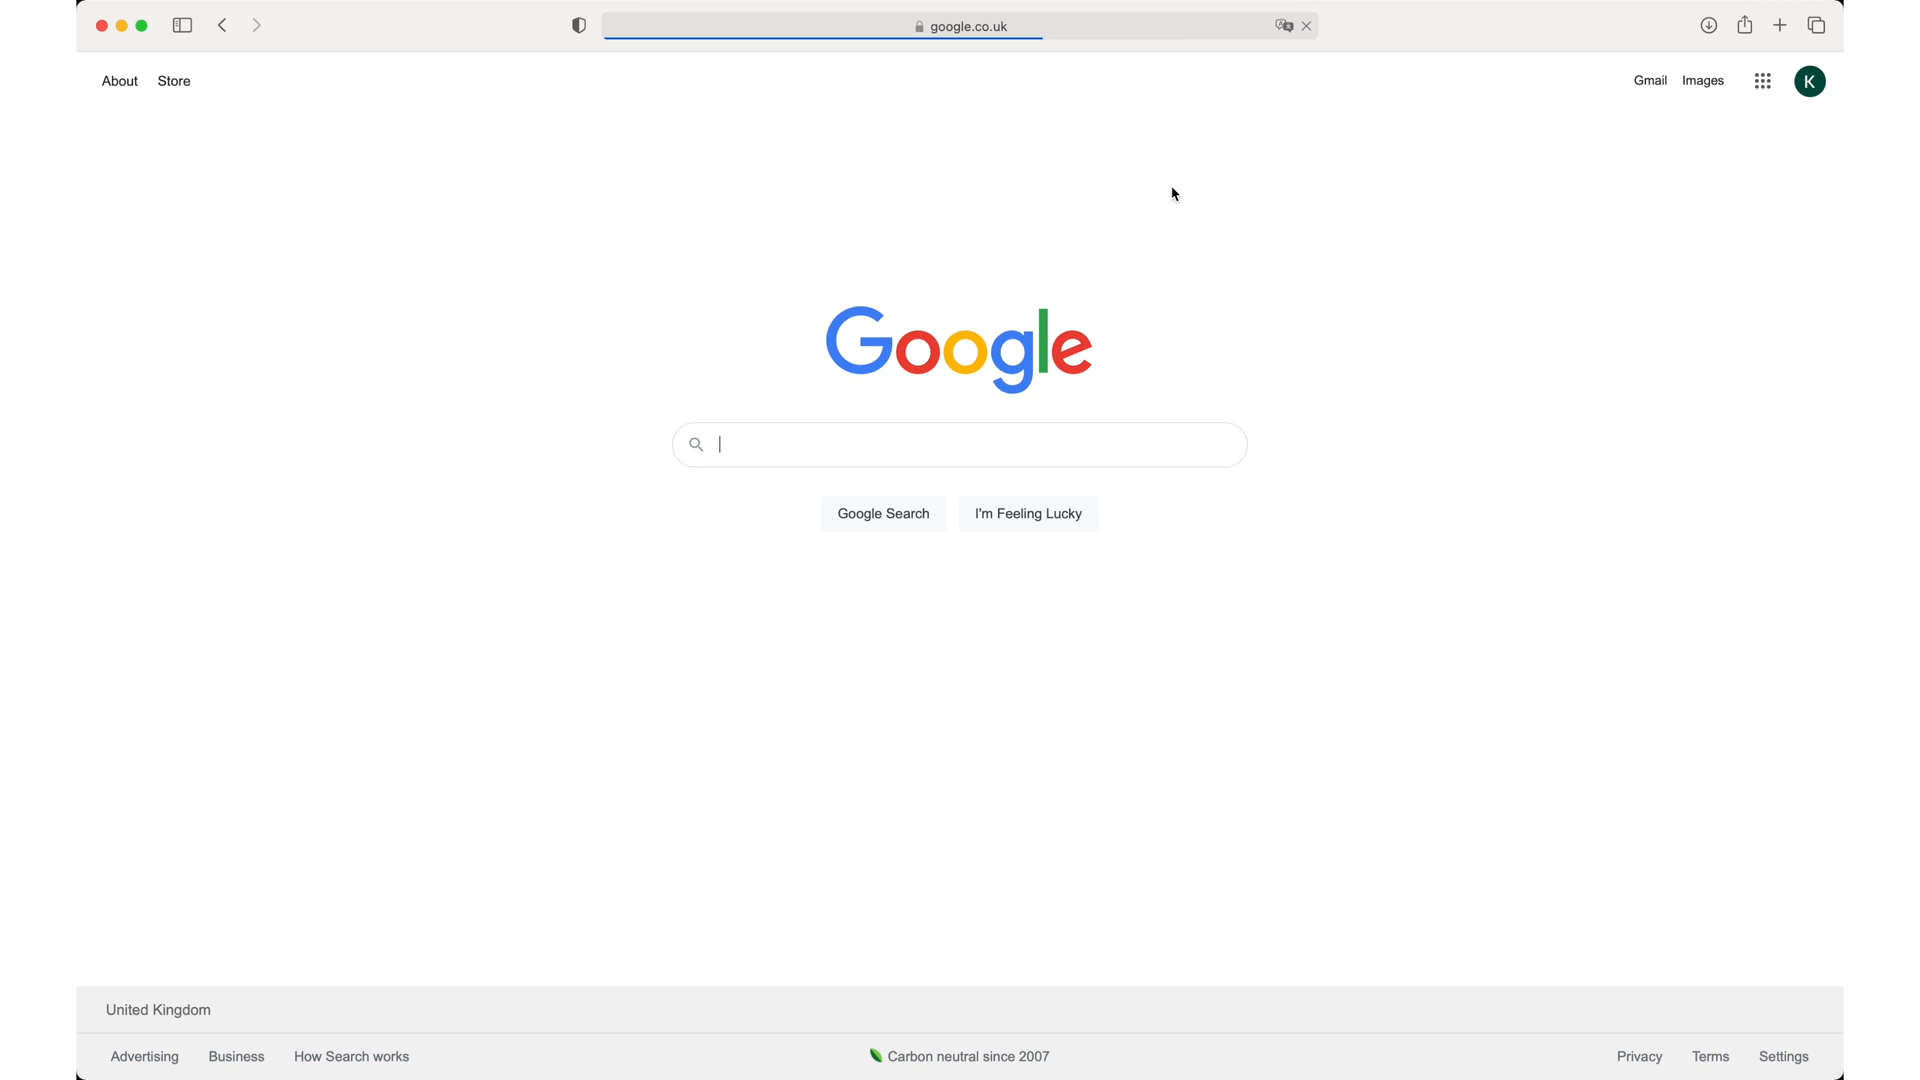 google.co.uk
About Store
Gmail Images
K
Google
Google Search I'm Feeling Lucky
United Kingdom
Advertising Business How Search works
Carbon neutral since 2007
Privacy Terms Settings